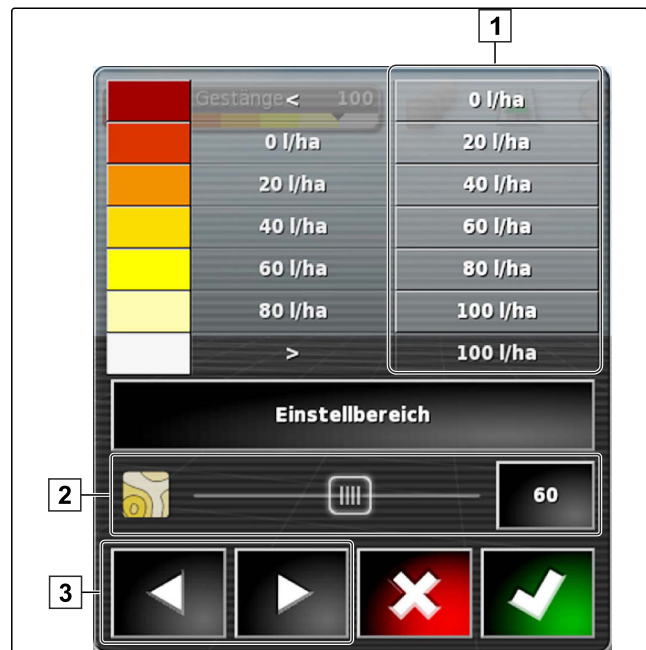 1
Gestänge < 100 0 l/ha
0 l/ha 20 l/ha
20 l/ha 40 l/ha
40 l/ha 60 l/ha
60 l/ha 80 l/ha
80 l/ha 100 l/ha
> 100 l/ha
Einstellbereich
2 60
3